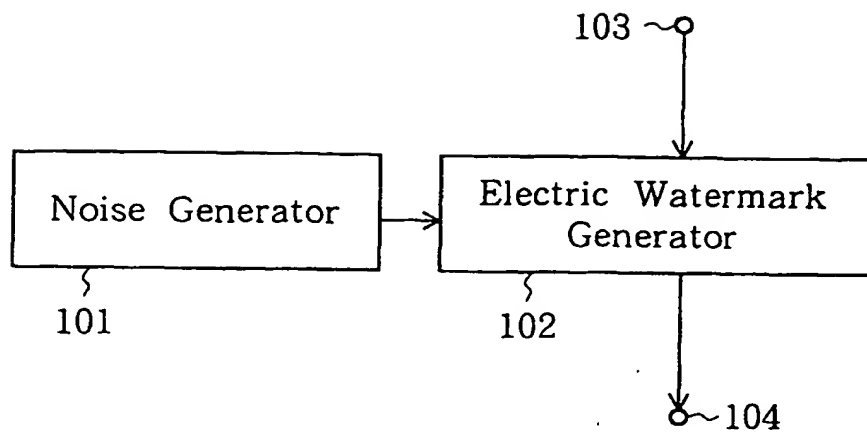 103
Noise Generator
Electric Watermark
Generator
101
102
104